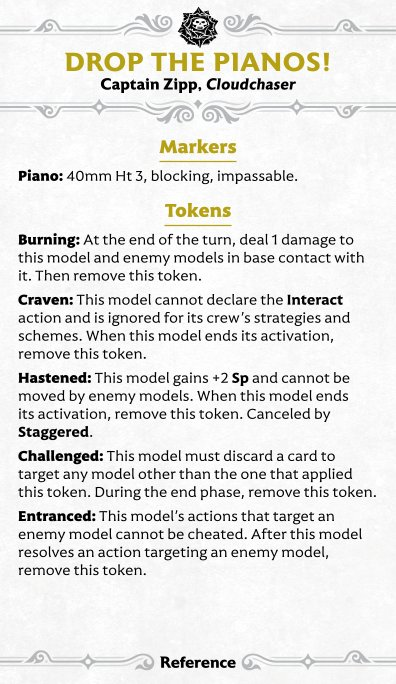 DROP THE PIANOS!
Captain Zipp, Cloudchaser
Markers
Piano: 40mm Ht 3, blocking, impassable.
Tokens
Burning: At the end of the turn, deal 1 damage to
this model and enemy models in base contact with
it. Then remove this token.
Craven: This model cannot declare the Interact
action and is ignored for its crew’s strategies and
schemes. When this model ends its activation,
remove this token.
Hastened: This model gains +2 Sp and cannot be
moved by enemy models. When this model ends
its activation, remove this token. Canceled by
Staggered.
Challenged: This model must discard a card to
target any model other than the one that applied
this token. During the end phase, remove this token.
Entranced: This model’s actions that target an
enemy model cannot be cheated. After this model
resolves an action targeting an enemy model,
remove this token.
Reference